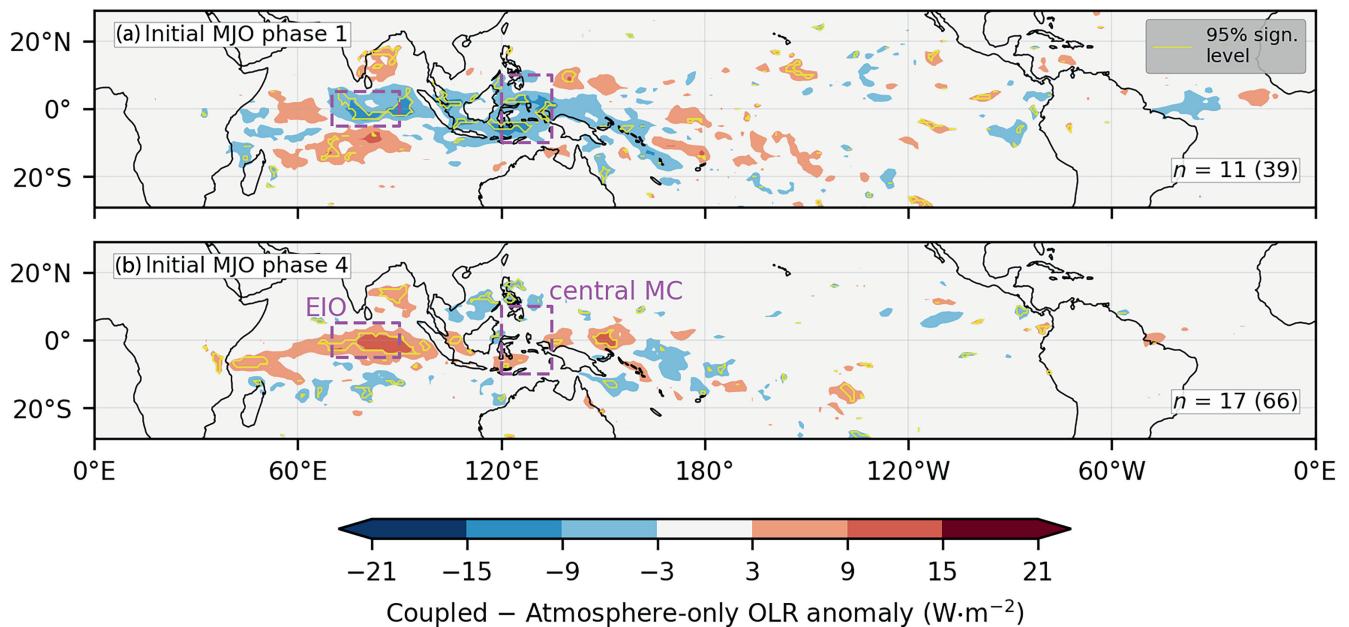 (a) Initial MJO phase 1
95% sign.
level
20°N
0°
20°S
n = 11 (39)
(b) Initial MJO phase 4
EIO
central MC
20°N
0°
20°S
n = 17 (66)
0°E 60°E 120°E 180° 120°W 60°W 0°E
−21 −15 −9 −3 3 9 15 21
Coupled − Atmosphere-only OLR anomaly (W·m⁻²)